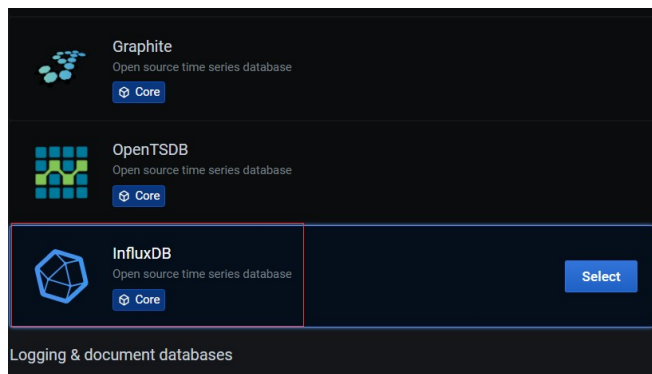 Graphite
Open source time series database
Core
OpenTSDB
Open source time series database
Core
InfluxDB
Open source time series database
Core
Select
Logging & document databases